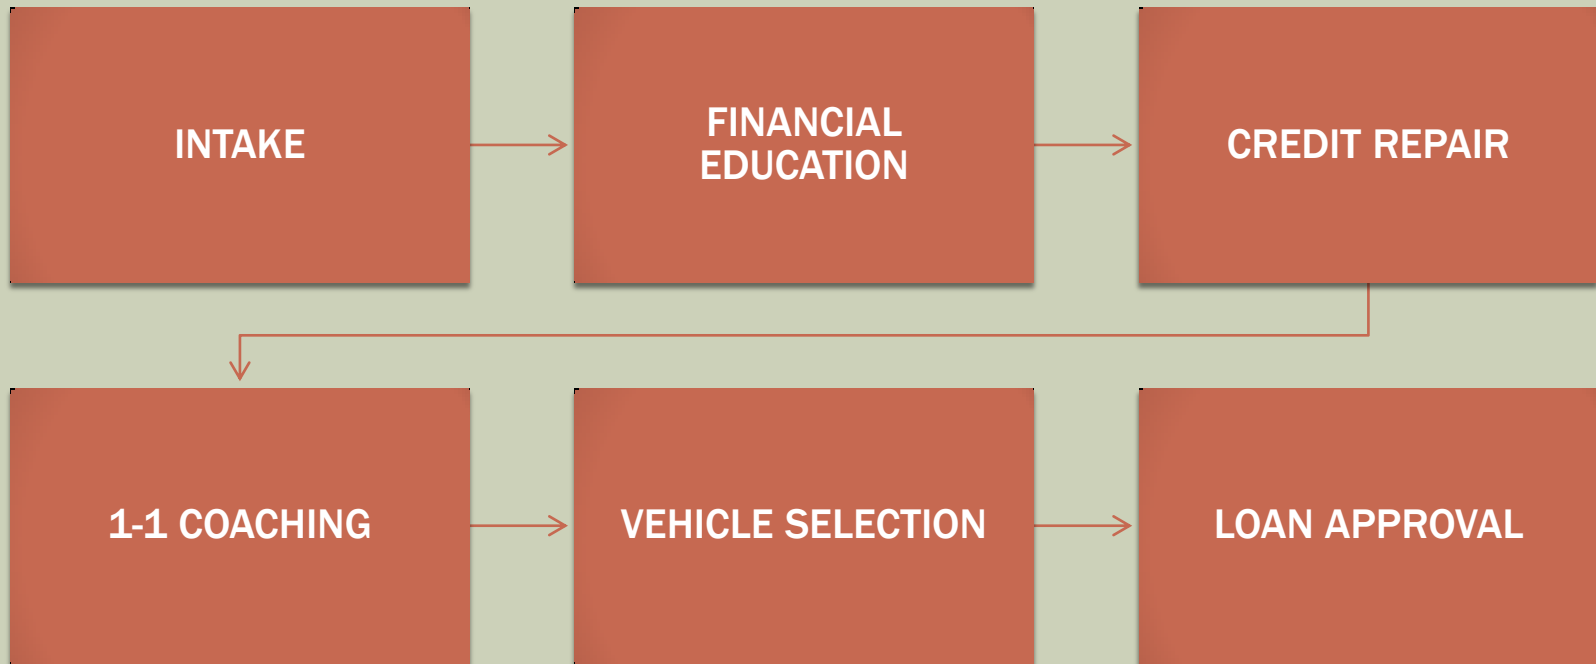 INTAKE
FINANCIAL
EDUCATION
CREDIT REPAIR
1-1 COACHING
VEHICLE SELECTION
LOAN APPROVAL